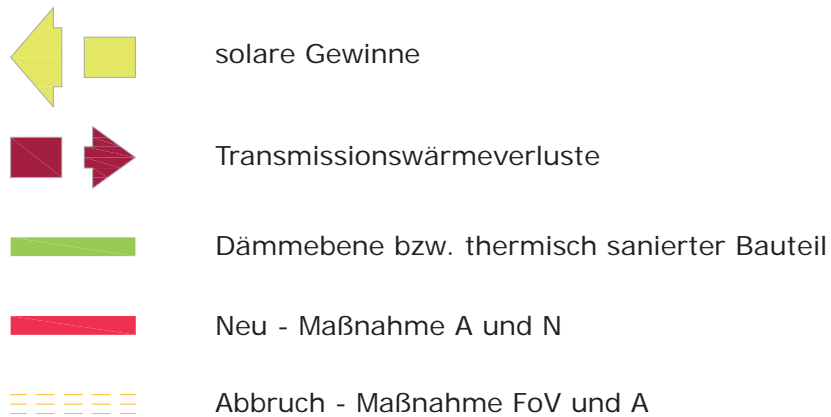 solare Gewinne
Transmissionswärmeverluste
Dämmebene bzw. thermisch sanierter Bauteil
Neu - Maßnahme A und N
Abbruch - Maßnahme FoV und A